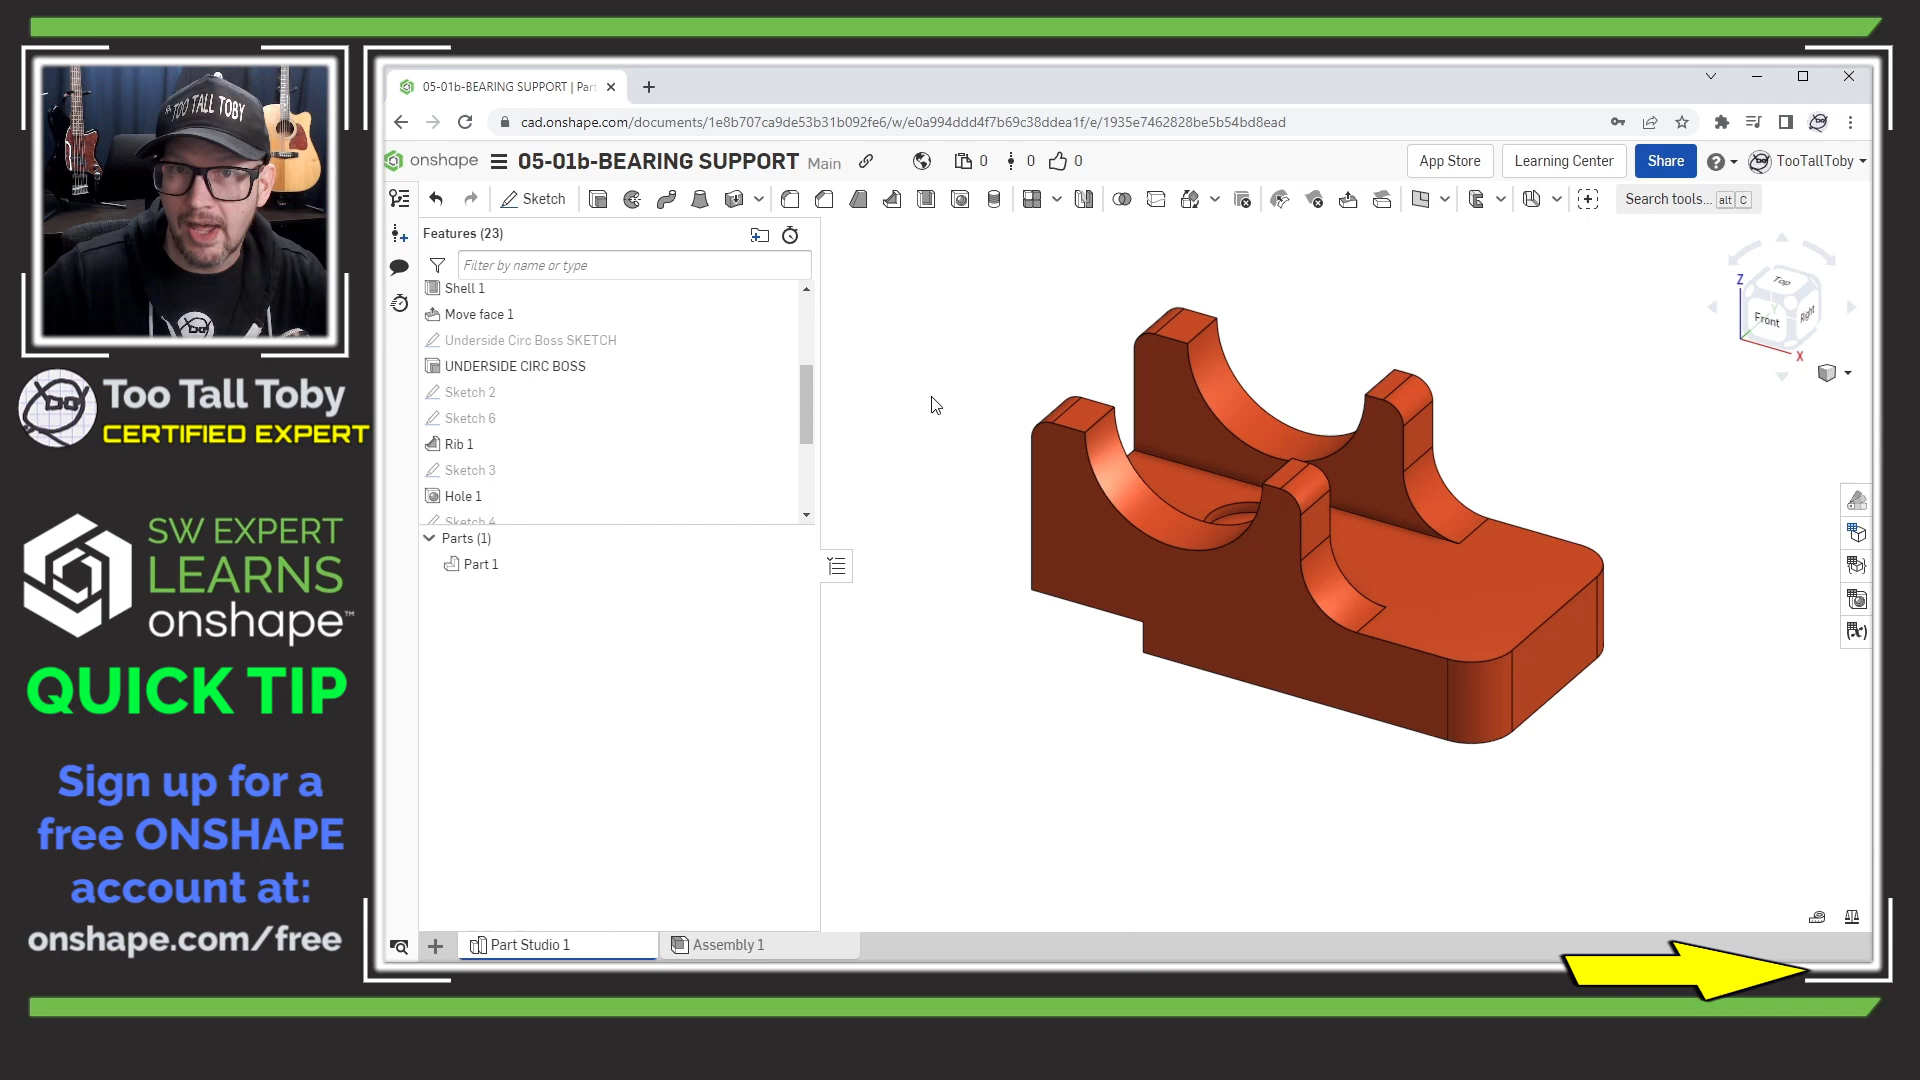 "TOO TALL TOBY
Too Tall Toby
CERTIFIED EXPERT
SW EXPERT
LEARNS
onshape™
QUICK TIP
Sign up for a
free ONSHAPE
account at:
onshape.com/free
05-01b-BEARING SUPPORT | Part
cad.onshape.com/documents/1e8b707ca9de53b31b092fe6/w/e0a994ddd4f7b69c38ddea1f/e/1935e7462828be5b54bd8ead
onshape 05-01b-BEARING SUPPORT Main 0 0 0 App Store Learning Center Share TooTallToby
Sketch Search tools... alt C
Features (23)
Filter by name or type
Shell 1
Move face 1
Underside Circ Boss SKETCH
UNDERSIDE CIRC BOSS
Sketch 2
Sketch 6
Rib 1
Sketch 3
Hole 1
Sketch 4
Parts (1)
Part 1
Z
Top
Y
Front
Right
X
(x)
Part Studio 1
Assembly 1